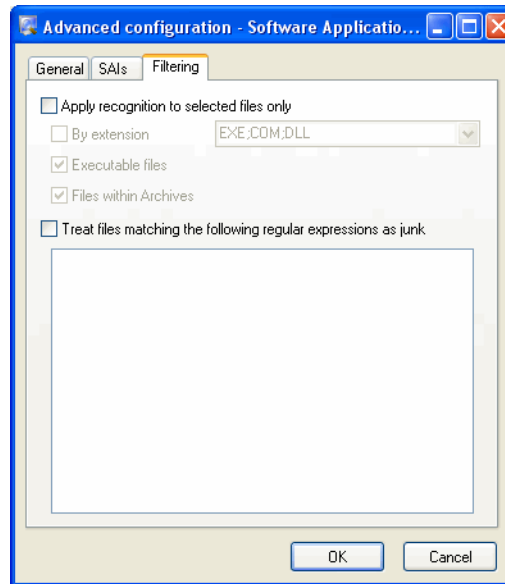 Advanced configuration - Software Applicatio...
General SAIs Filtering
Apply recognition to selected files only
By extension EXE;COM;DLL
Executable files
Files within Archives
Treat files matching the following regular expressions as junk
OK Cancel